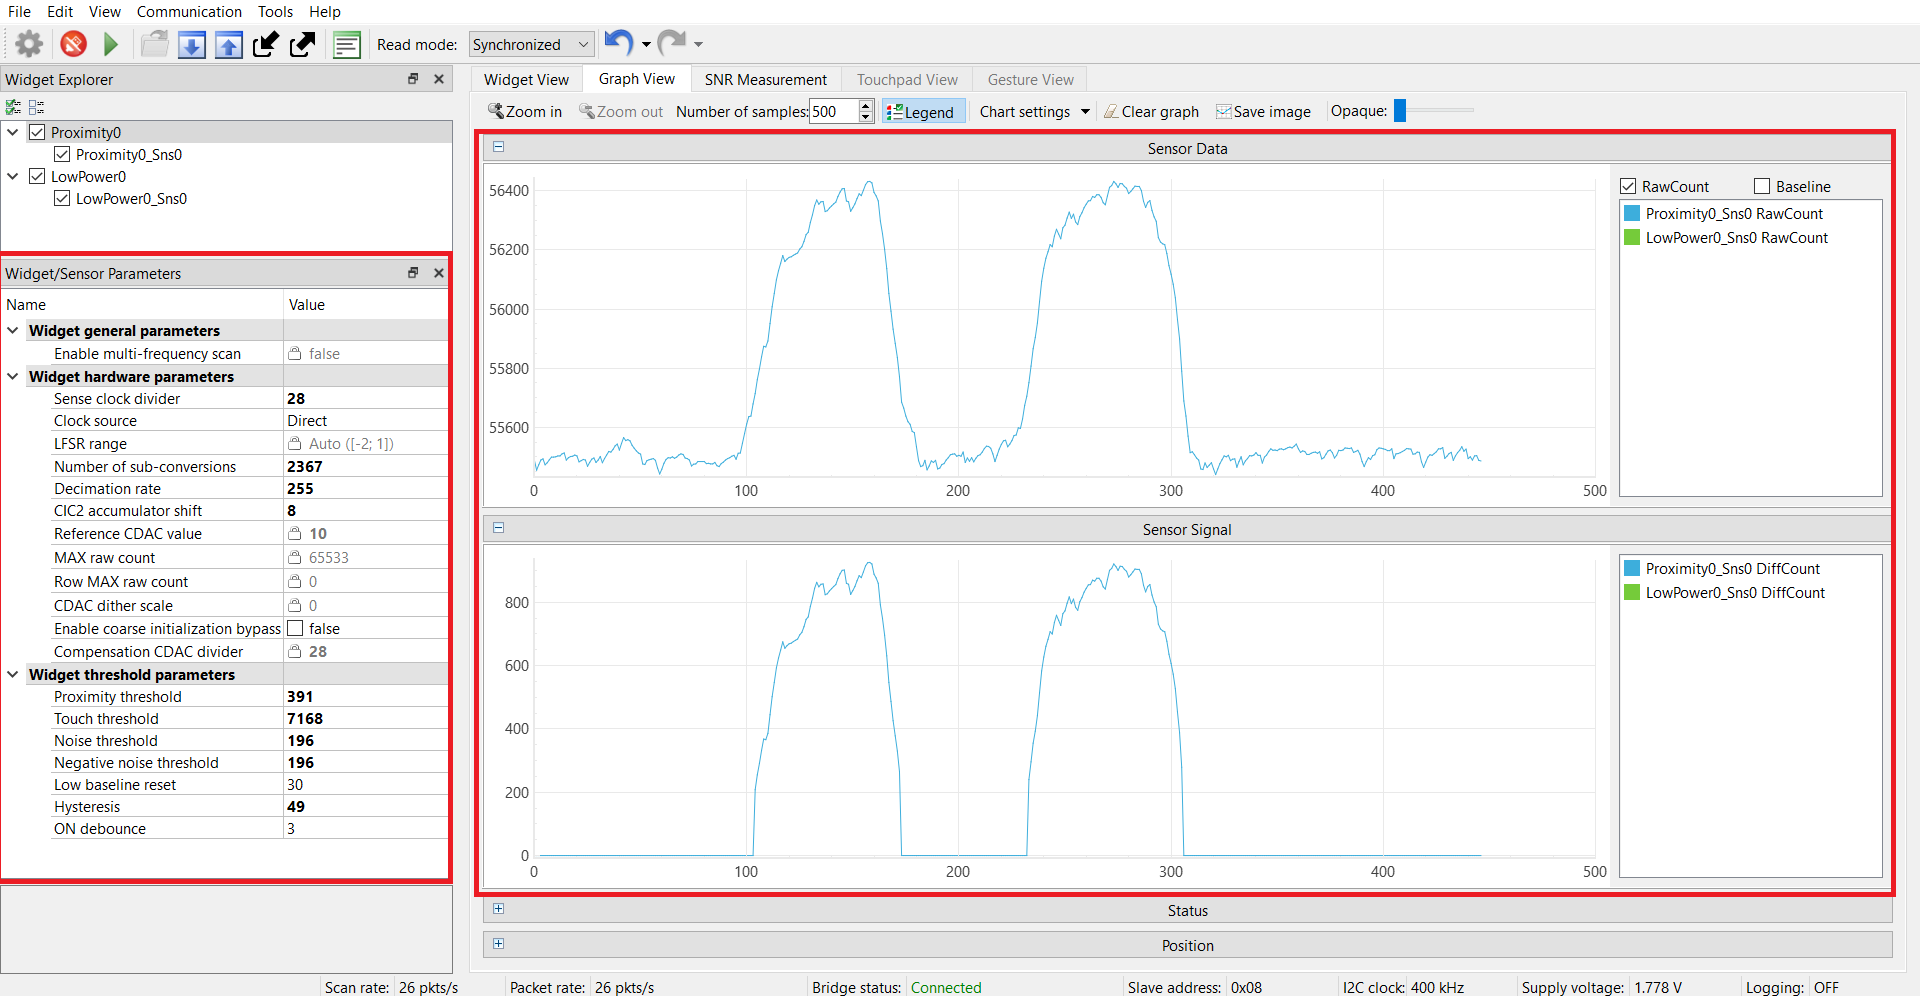 File Edit View Communication Tools Help
Read mode: Synchronized
Widget Explorer
Proximity0
Proximity0_Sns0
LowPower0
LowPower0_Sns0
Widget/Sensor Parameters
Name Value
Widget general parameters
Enable multi-frequency scan false
Widget hardware parameters
Sense clock divider 28
Clock source Direct
LFSR range Auto ([-2; 1])
Number of sub-conversions 2367
Decimation rate 255
CIC2 accumulator shift 8
Reference CDAC value 10
MAX raw count 65533
Row MAX raw count 0
CDAC dither scale 0
Enable coarse initialization bypass false
Compensation CDAC divider 28
Widget threshold parameters
Proximity threshold 391
Touch threshold 7168
Noise threshold 196
Negative noise threshold 196
Low baseline reset 30
Hysteresis 49
ON debounce 3
Widget View Graph View SNR Measurement Touchpad View Gesture View
Zoom in Zoom out Number of samples: 500 Legend Chart settings Clear graph Save image Opaque:
Sensor Data
56400
56200
56000
55800
55600
0 100 200 300 400 500
RawCount Baseline
Proximity0_Sns0 RawCount
LowPower0_Sns0 RawCount
Sensor Signal
800
600
400
200
0
0 100 200 300 400 500
Proximity0_Sns0 DiffCount
LowPower0_Sns0 DiffCount
Status
Position
Scan rate: 26 pkts/s Packet rate: 26 pkts/s Bridge status: Connected Slave address: 0x08 I2C clock: 400 kHz Supply voltage: 1.778 V Logging: OFF